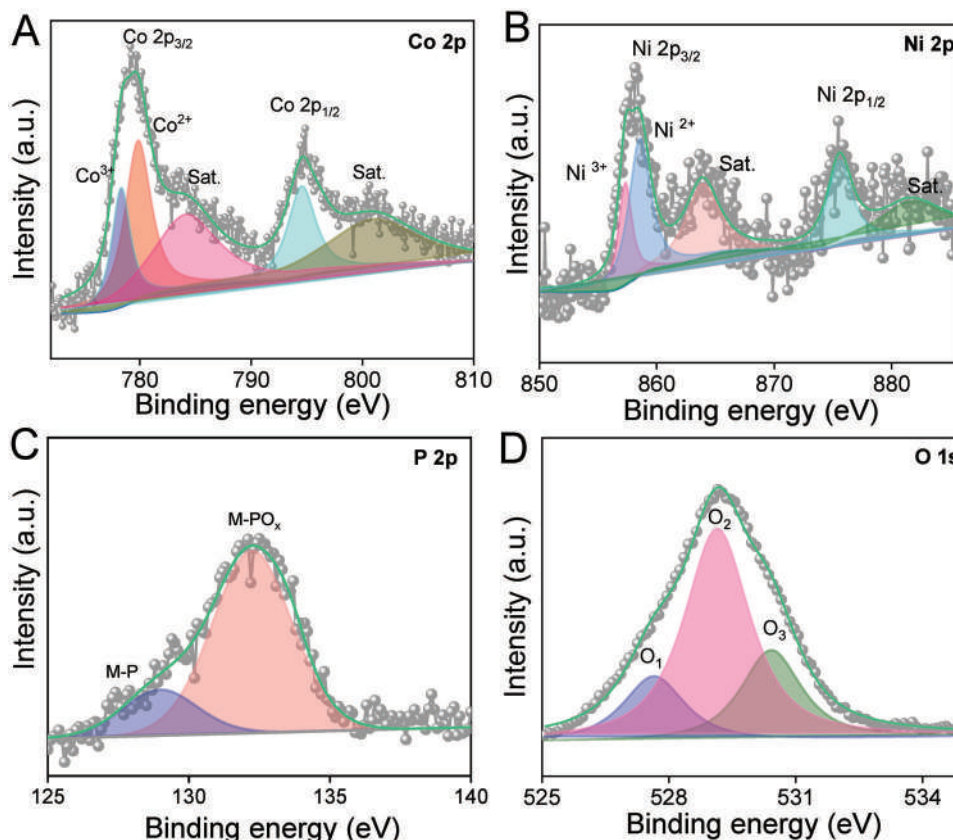 A
Co 2p
Co 2p3/2
Co2+
Co3+
Sat.
Co 2p1/2
Sat.
Intensity (a.u.)
780 790 800 810
Binding energy (eV)
B
Ni 2p
Ni 2p3/2
Ni 2+
Ni 3+
Sat.
Ni 2p1/2
Sat.
Intensity (a.u.)
850 860 870 880
Binding energy (eV)
C
P 2p
M-POx
M-P
Intensity (a.u.)
125 130 135 140
Binding energy (eV)
D
O 1s
O2
O3
O1
Intensity (a.u.)
525 528 531 534
Binding energy (eV)